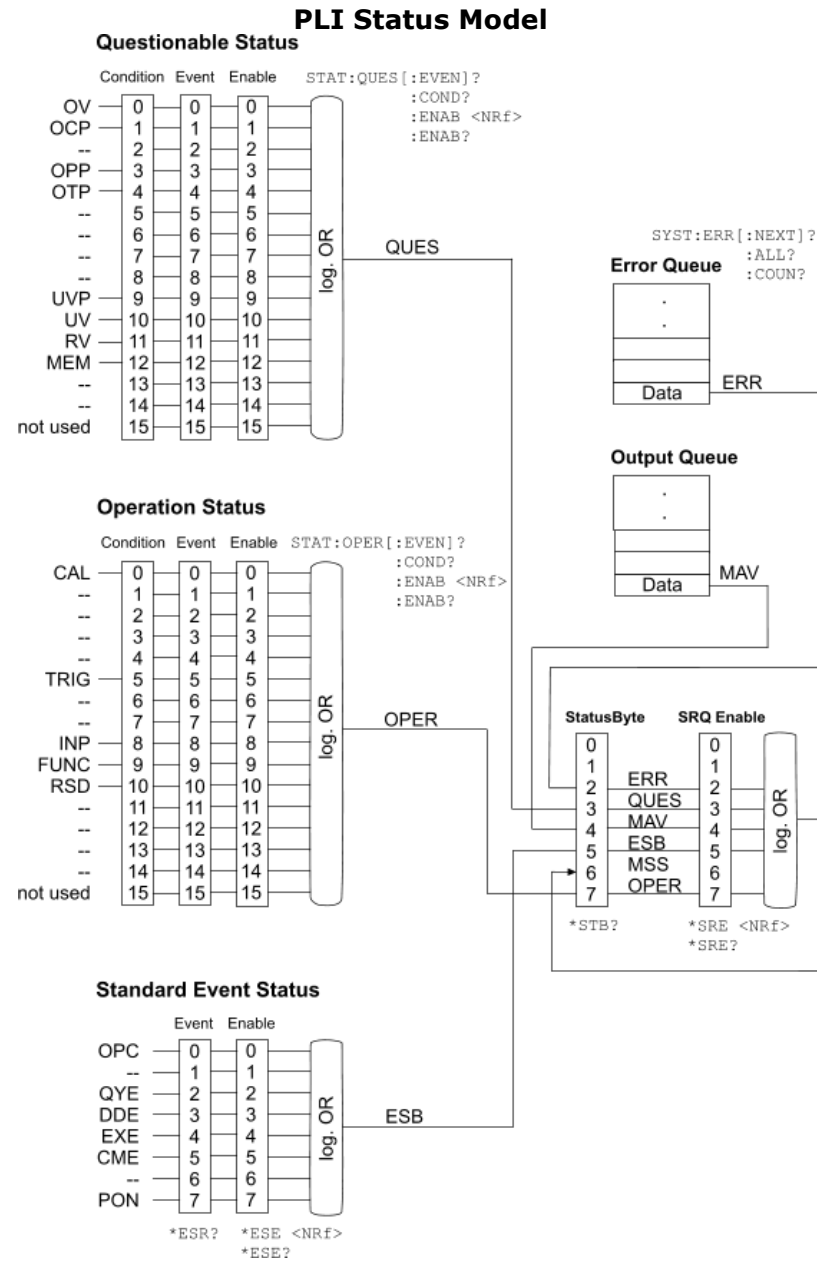 PLI Status Model
Questionable Status
Condition Event Enable STAT:QUES[:EVEN]?
:COND?
:ENAB <NRf>
:ENAB?
OV 0 0 0
OCP 1 1 1
-- 2 2 2
OPP 3 3 3
OTP 4 4 4
-- 5 5 5
-- 6 6 6
-- 7 7 7
-- 8 8 8
UVP 9 9 9
UV 10 10 10
RV 11 11 11
MEM 12 12 12
-- 13 13 13
-- 14 14 14
not used 15 15 15
log. OR
QUES
SYST:ERR[:NEXT]?
:ALL?
:COUN?
Error Queue
.
.
Data
ERR
Output Queue
.
.
Data
MAV
Operation Status
Condition Event Enable STAT:OPER[:EVEN]?
:COND?
:ENAB <NRf>
:ENAB?
CAL 0 0 0
-- 1 1 1
-- 2 2 2
-- 3 3 3
-- 4 4 4
TRIG 5 5 5
-- 6 6 6
-- 7 7 7
INP 8 8 8
FUNC 9 9 9
RSD 10 10 10
-- 11 11 11
-- 12 12 12
-- 13 13 13
-- 14 14 14
not used 15 15 15
log. OR
OPER
StatusByte SRQ Enable
0 0
1 1
2 ERR 2
3 QUES 3
4 MAV 4
5 ESB 5
6 MSS 6
7 OPER 7
log. OR
*STB? *SRE <NRf>
*SRE?
Standard Event Status
Event Enable
OPC 0 0
-- 1 1
QYE 2 2
DDE 3 3
EXE 4 4
CME 5 5
-- 6 6
PON 7 7
log. OR
ESB
*ESR? *ESE <NRf>
*ESE?